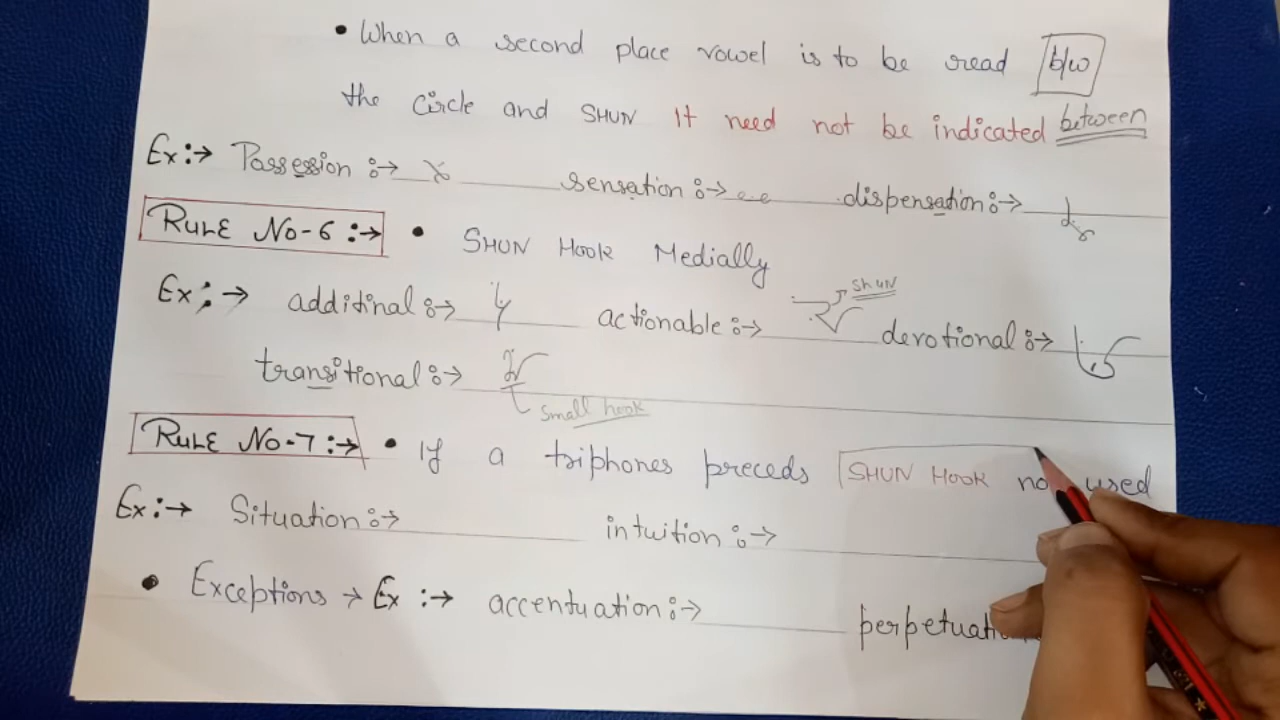 • When a second place vowel is to be read b/w
the Circle and SHUN It need not be indicated between
Ex:→ Possession :→ sensation :→ dispensation :→
RULE No-6 :→ • SHUN Hook Medially
Ex:→ additinal :→ actionable :→ SHUN devotional :→
transitional :→
Small hook
RULE No-7 :→ • If a triphones preceds SHUN HOOK not used
Ex:→ Situation :→ intuition :→
• Exceptions → Ex :→ accentuation :→